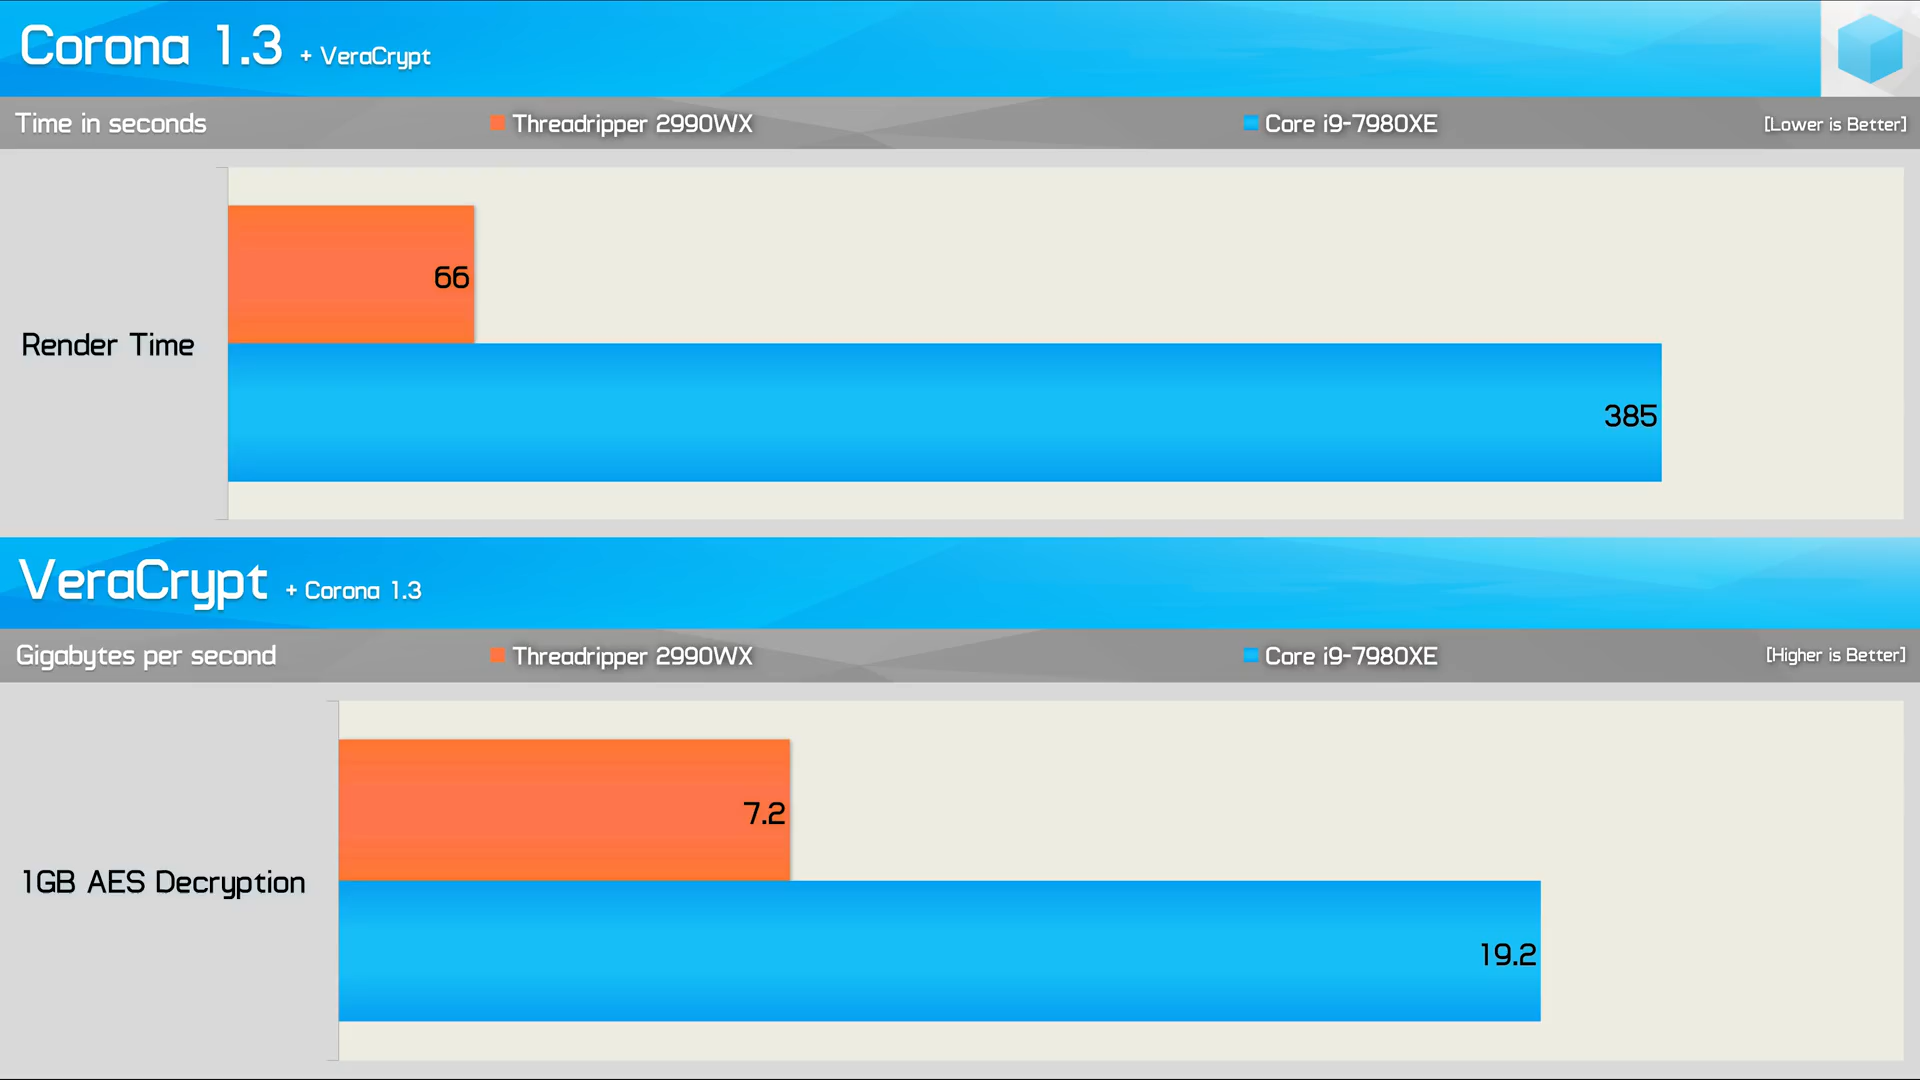 Corona 1.3 + VeraCrypt
Time in seconds Threadripper 2990WX Core i9-7980XE [Lower is Better]
66
Render Time
385
VeraCrypt + Corona 1.3
Gigabytes per second Threadripper 2990WX Core i9-7980XE [Higher is Better]
7.2
1GB AES Decryption
19.2